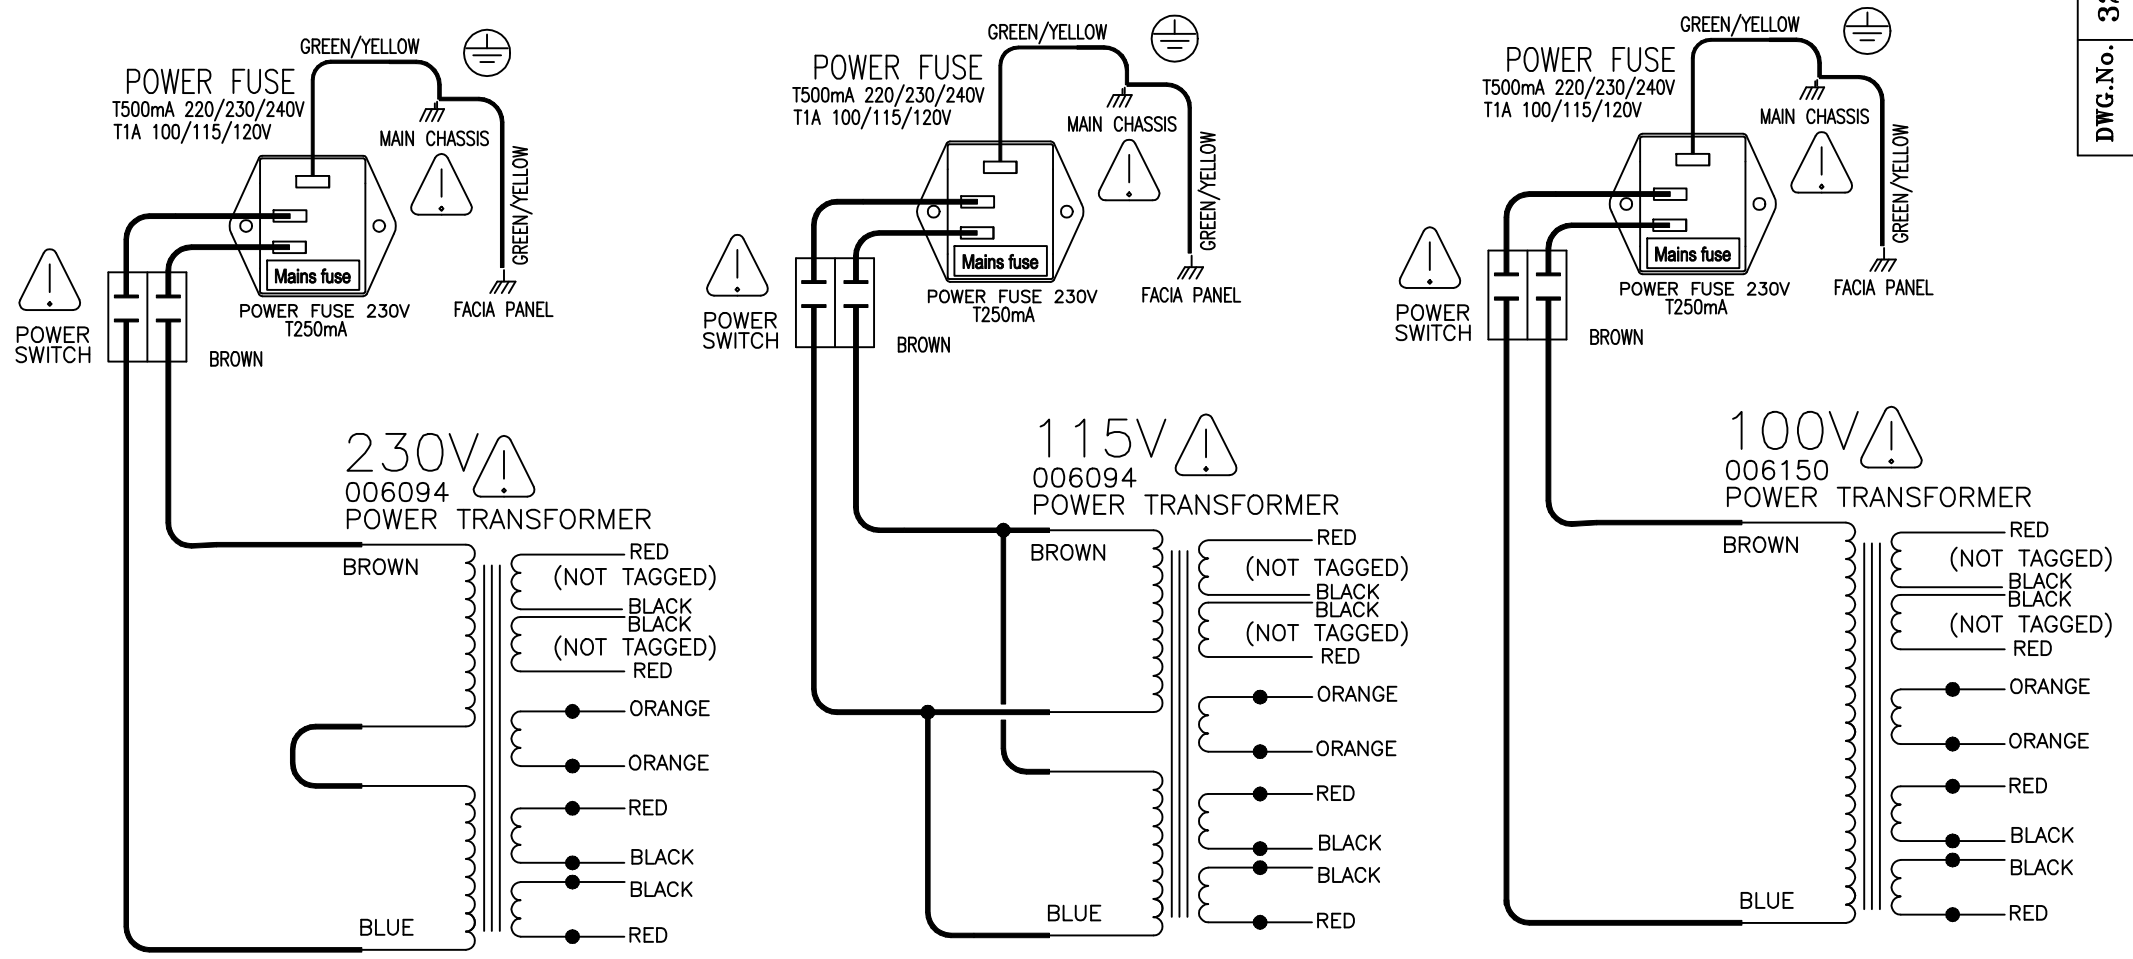 GREEN/YELLOW
POWER FUSE
T500mA 220/230/240V
T1A 100/115/120V
MAIN CHASSIS
GREEN/YELLOW
Mains fuse
POWER FUSE 230V
T250mA
FACIA PANEL
POWER
SWITCH
BROWN
230V
006094
POWER TRANSFORMER
BROWN
RED
(NOT TAGGED)
BLACK
BLACK
(NOT TAGGED)
RED
ORANGE
ORANGE
RED
BLACK
BLACK
BLUE
RED
GREEN/YELLOW
POWER FUSE
T500mA 220/230/240V
T1A 100/115/120V
MAIN CHASSIS
GREEN/YELLOW
Mains fuse
POWER FUSE 230V
T250mA
FACIA PANEL
POWER
SWITCH
BROWN
115V
006094
POWER TRANSFORMER
BROWN
RED
(NOT TAGGED)
BLACK
BLACK
(NOT TAGGED)
RED
ORANGE
ORANGE
RED
BLACK
BLACK
BLUE
RED
GREEN/YELLOW
POWER FUSE
T500mA 220/230/240V
T1A 100/115/120V
MAIN CHASSIS
GREEN/YELLOW
Mains fuse
POWER FUSE 230V
T250mA
FACIA PANEL
POWER
SWITCH
BROWN
100V
006150
POWER TRANSFORMER
BROWN
RED
(NOT TAGGED)
BLACK
BLACK
(NOT TAGGED)
RED
ORANGE
ORANGE
RED
BLACK
BLACK
BLUE
RED
DWG.No.